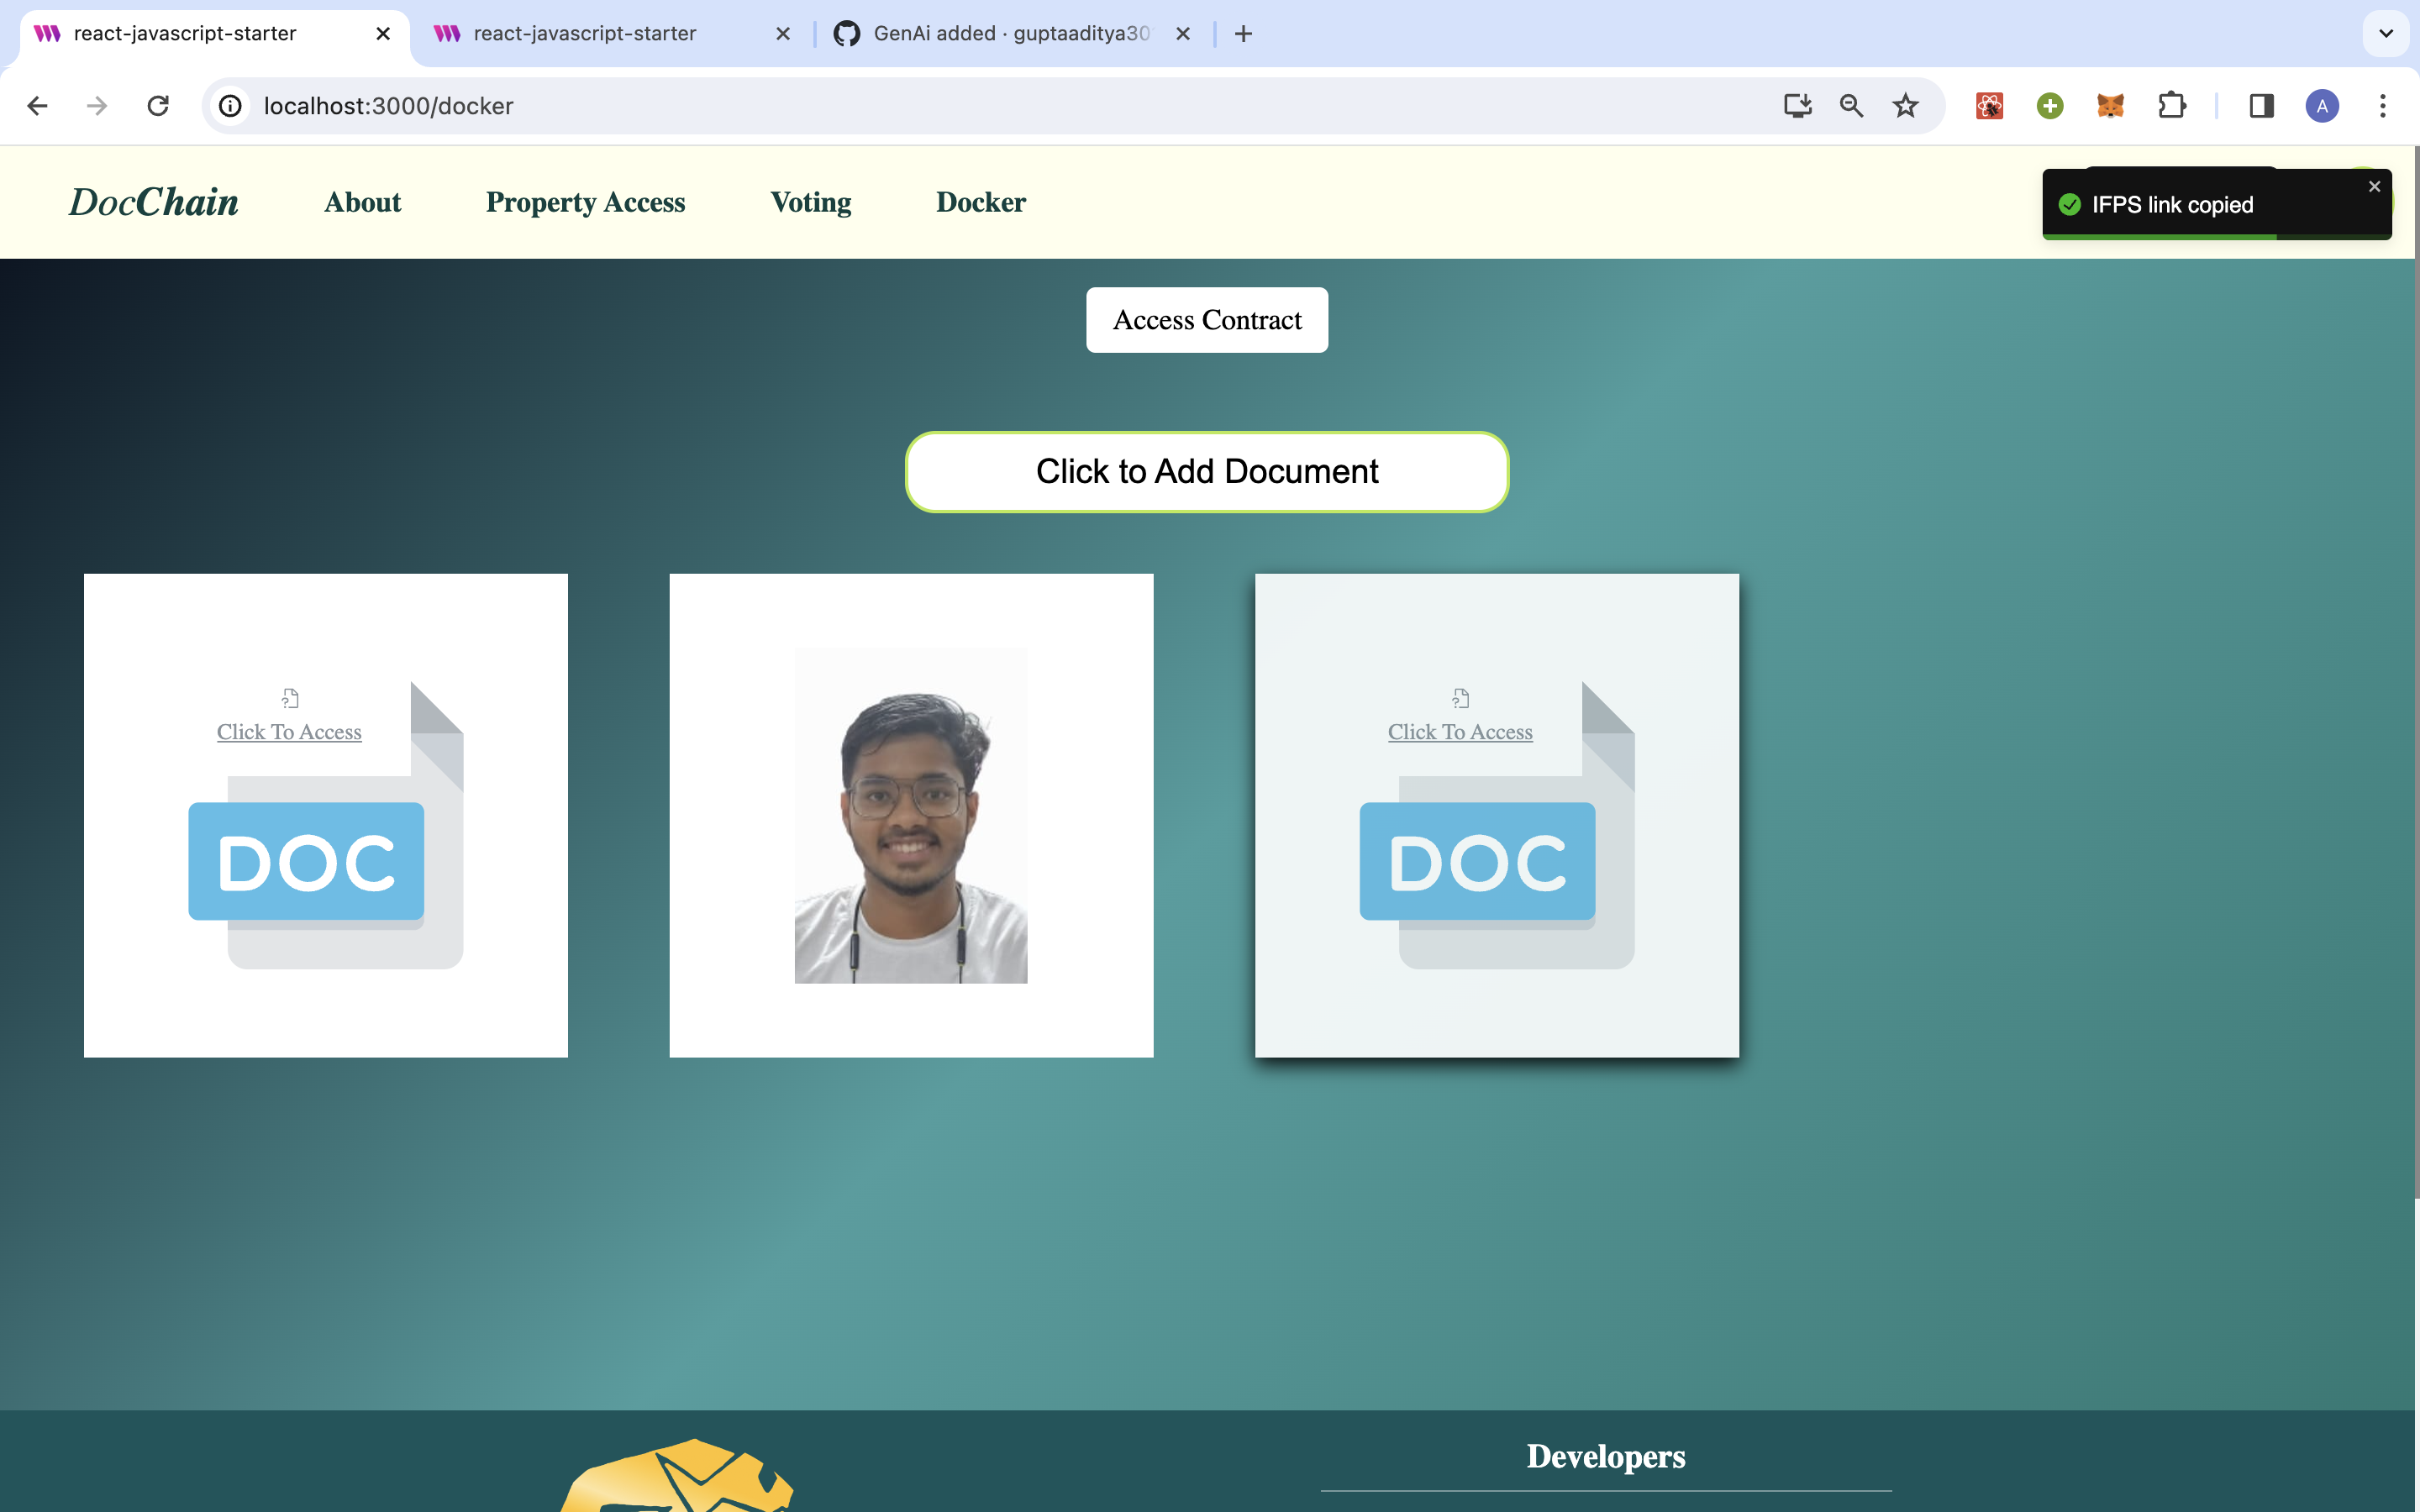 react-javascript-starter
react-javascript-starter
GenAi added · guptaaditya30
localhost:3000/docker
A
DocChain
About
Property Access
Voting
Docker
IFPS link copied
Access Contract
Click to Add Document
Click To Access
DOC
Click To Access
DOC
Developers